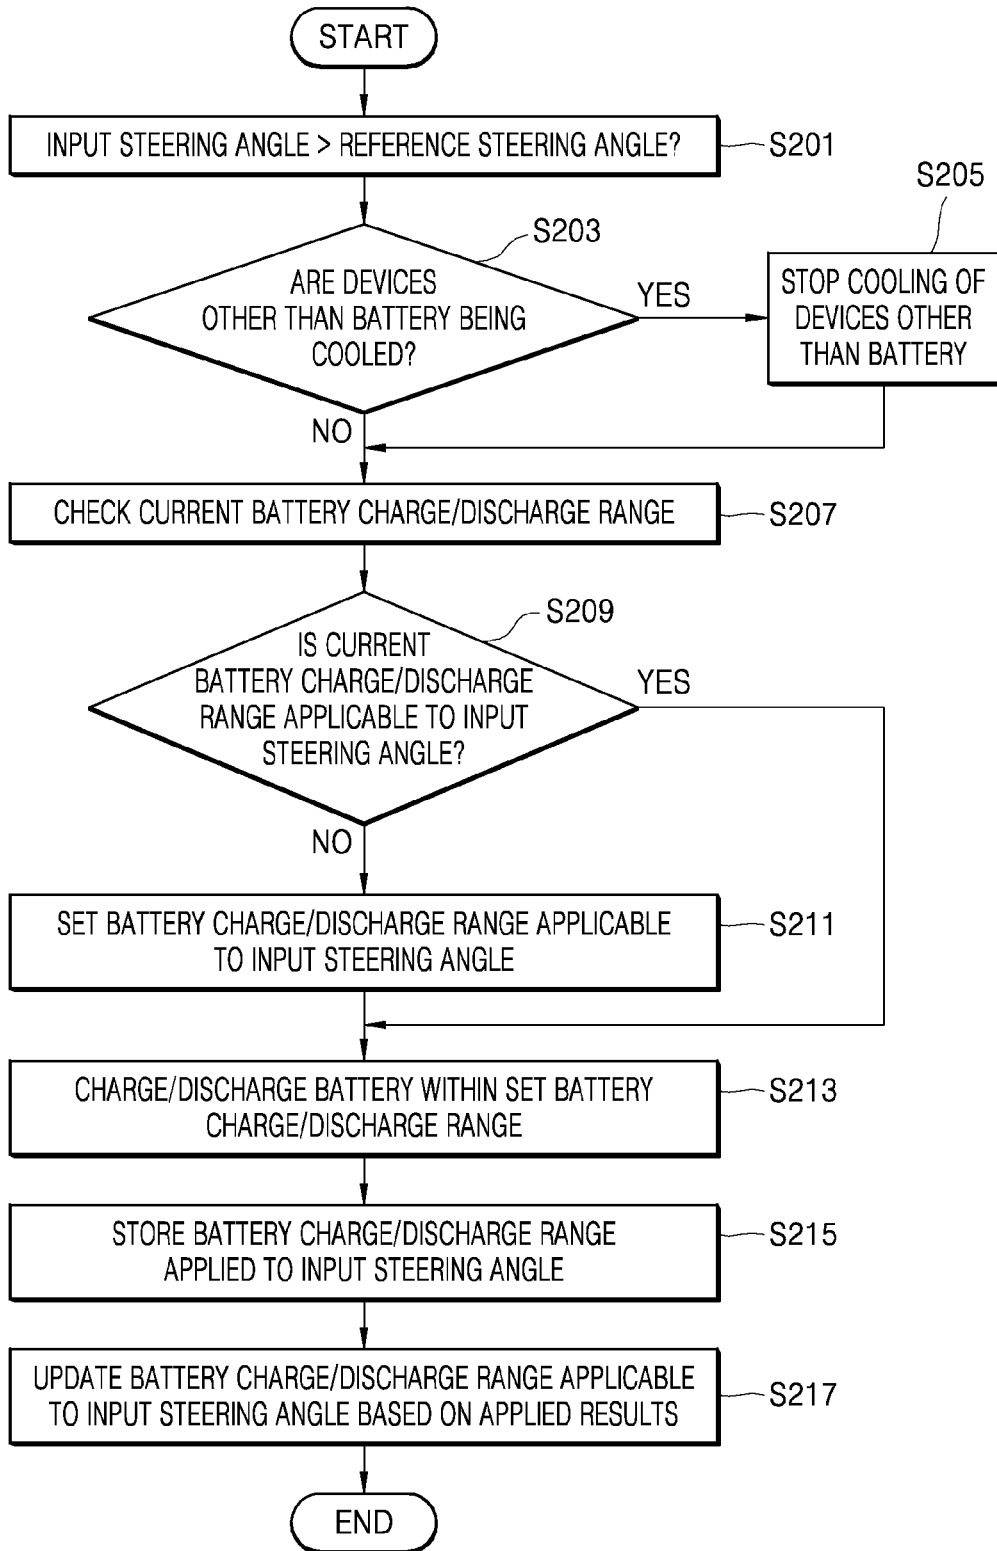 START
INPUT STEERING ANGLE > REFERENCE STEERING ANGLE?
S201
S205
S203
ARE DEVICES
OTHER THAN BATTERY BEING
COOLED?
YES
STOP COOLING OF
DEVICES OTHER
THAN BATTERY
NO
CHECK CURRENT BATTERY CHARGE/DISCHARGE RANGE
S207
S209
IS CURRENT
BATTERY CHARGE/DISCHARGE
RANGE APPLICABLE TO INPUT
STEERING ANGLE?
YES
NO
SET BATTERY CHARGE/DISCHARGE RANGE APPLICABLE
TO INPUT STEERING ANGLE
S211
CHARGE/DISCHARGE BATTERY WITHIN SET BATTERY
CHARGE/DISCHARGE RANGE
S213
STORE BATTERY CHARGE/DISCHARGE RANGE
APPLIED TO INPUT STEERING ANGLE
S215
UPDATE BATTERY CHARGE/DISCHARGE RANGE APPLICABLE
TO INPUT STEERING ANGLE BASED ON APPLIED RESULTS
S217
END